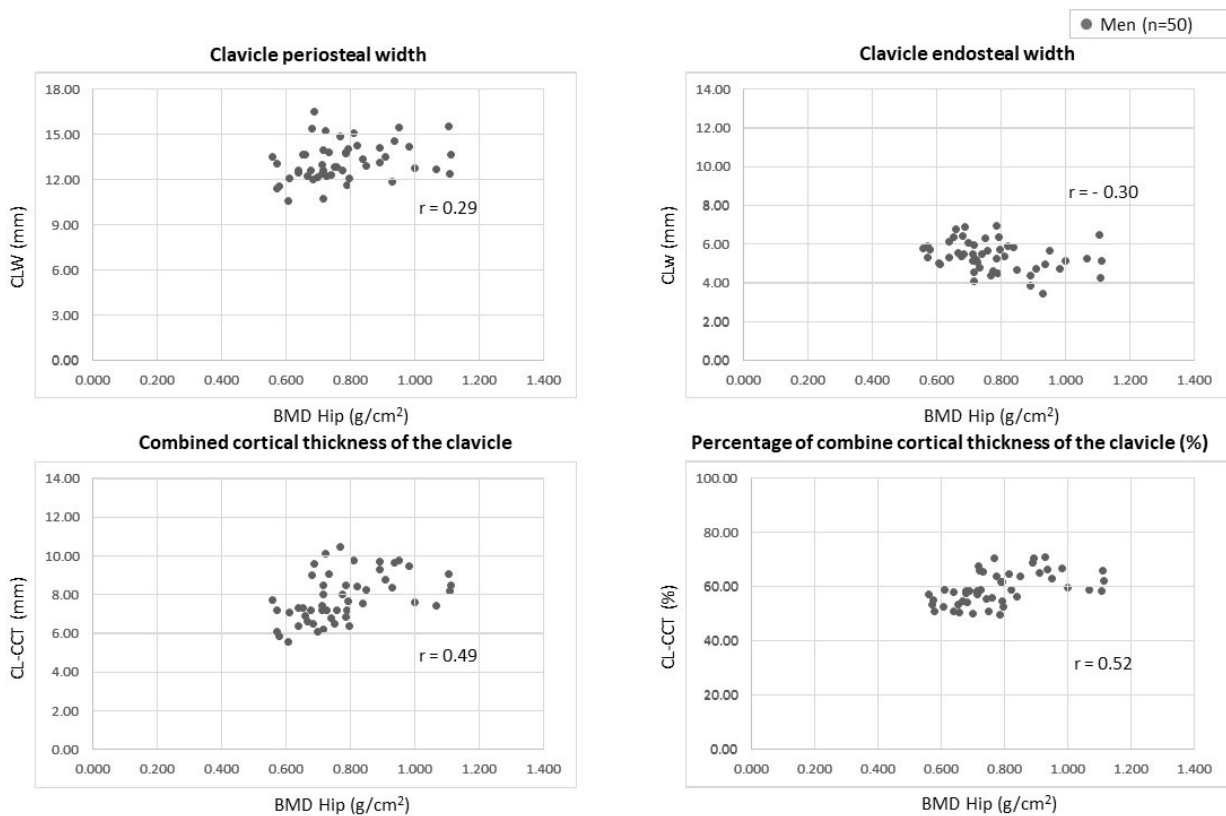 Men (n=50)
Clavicle periosteal width
18.00
15.00
12.00
9.00
6.00
3.00
0.00
CLW (mm)
r = 0.29
0.000 0.200 0.400 0.600 0.800 1.000 1.200 1.400
BMD Hip (g/cm²)
Clavicle endosteal width
14.00
12.00
10.00
8.00
6.00
4.00
2.00
0.00
CLw (mm)
r = - 0.30
0.000 0.200 0.400 0.600 0.800 1.000 1.200 1.400
BMD Hip (g/cm²)
Combined cortical thickness of the clavicle
14.00
12.00
10.00
8.00
6.00
4.00
2.00
0.00
CL-CCT (mm)
r = 0.49
0.000 0.200 0.400 0.600 0.800 1.000 1.200 1.400
BMD Hip (g/cm²)
Percentage of combine cortical thickness of the clavicle (%)
100.00
80.00
60.00
40.00
20.00
0.00
CL-CCT (%)
r = 0.52
0.000 0.200 0.400 0.600 0.800 1.000 1.200 1.400
BMD Hip (g/cm²)